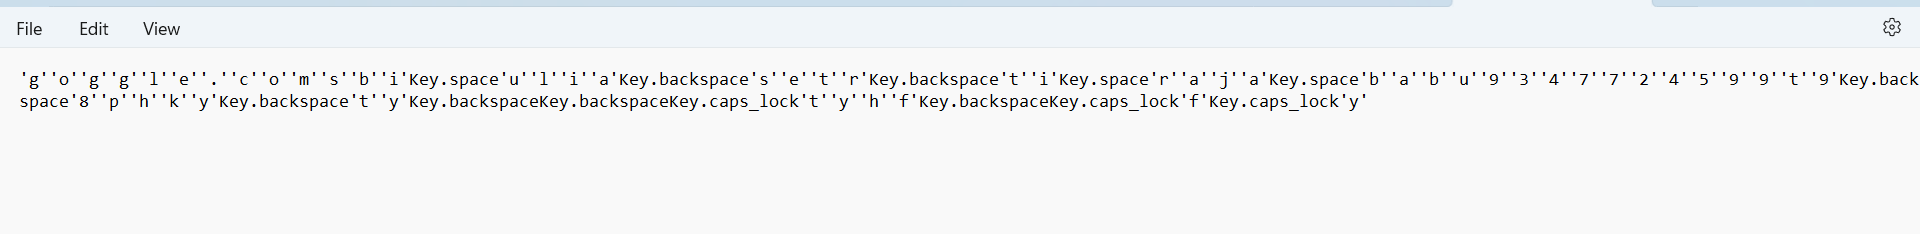 File Edit View
'g''o''g''g''l''e''.''c''o''m''s''b''i'Key.space'u''l''i''a'Key.backspace's''e''t''r'Key.backspace't''i'Key.space'r''a''j''a'Key.space'b''a''b''u''9''3''4''7''7''2''4''5''9''9''t''9'Key.back
space'8''p''h''k''y'Key.backspace't''y'Key.backspaceKey.backspaceKey.caps_lock't''y''h''f'Key.backspaceKey.caps_lock'f'Key.caps_lock'y'